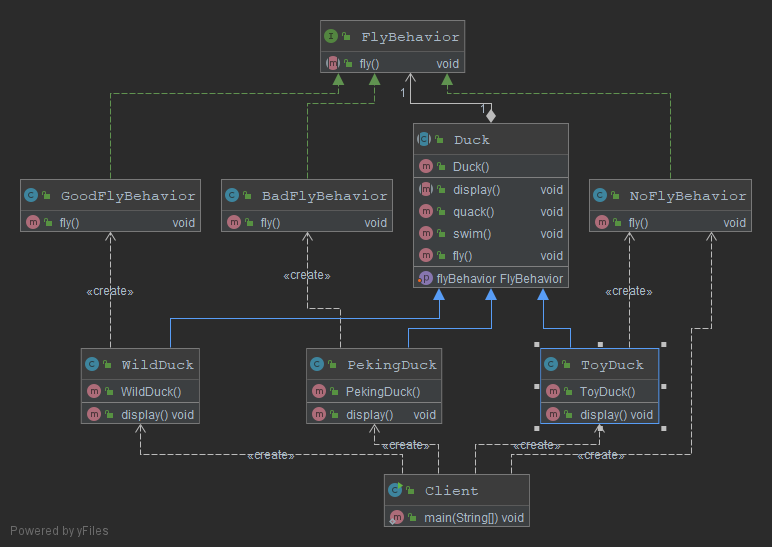 FlyBehavior
fly() void
1
1
Duck
Duck()
display() void
quack() void
swim() void
fly() void
flyBehavior FlyBehavior
GoodFlyBehavior
fly() void
BadFlyBehavior
fly() void
NoFlyBehavior
fly() void
«create»
«create»
«create»
WildDuck
WildDuck()
display() void
PekingDuck
PekingDuck()
display() void
ToyDuck
ToyDuck()
display() void
«create»
«create»
«create»
«create»
Client
main(String[]) void
Powered by yFiles